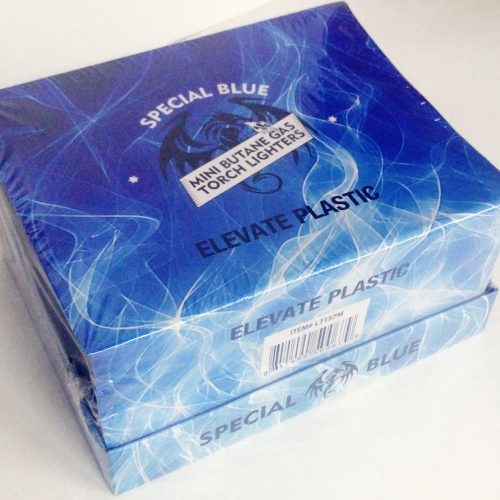 SPECIAL BLUE
MINI BUTANE GAS
TORCH LIGHTERS
ELEVATE PLASTIC
ELEVATE PLASTIC
ITEM# LT157M
SPECIAL BLUE